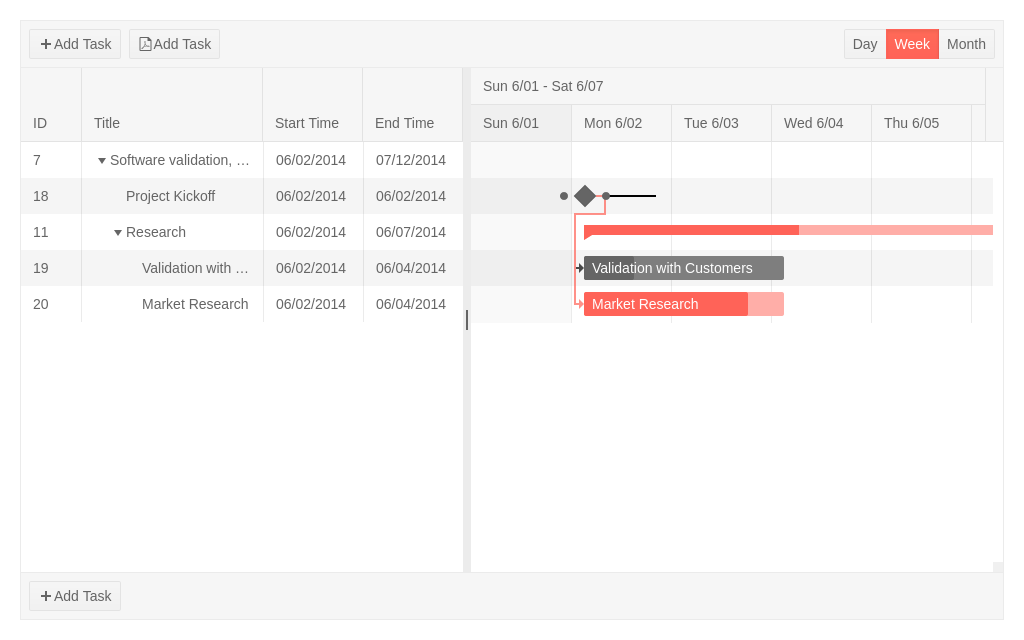 Add Task
Add Task
Day Week Month
Sun 6/01 - Sat 6/07
ID Title Start Time End Time Sun 6/01 Mon 6/02 Tue 6/03 Wed 6/04 Thu 6/05
7 Software validation, … 06/02/2014 07/12/2014
18 Project Kickoff 06/02/2014 06/02/2014
11 Research 06/02/2014 06/07/2014
19 Validation with … 06/02/2014 06/04/2014 Validation with Customers
20 Market Research 06/02/2014 06/04/2014 Market Research
Add Task